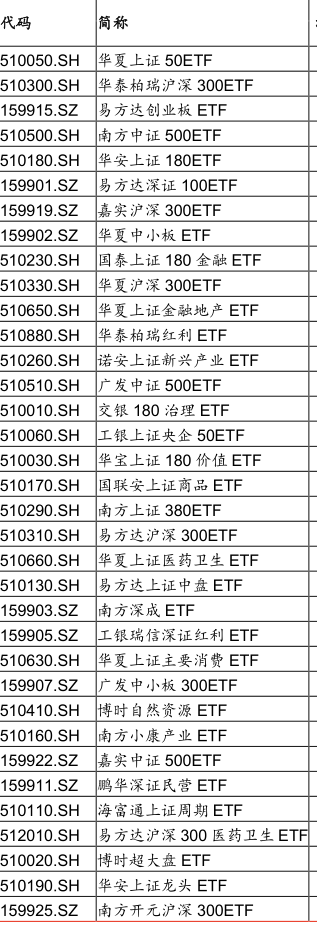 代码 简称
510050.SH 华夏上证 50ETF
510300.SH 华泰柏瑞沪深 300ETF
159915.SZ 易方达创业板 ETF
510500.SH 南方中证 500ETF
510180.SH 华安上证 180ETF
159901.SZ 易方达深证 100ETF
159919.SZ 嘉实沪深 300ETF
159902.SZ 华夏中小板 ETF
510230.SH 国泰上证 180 金融 ETF
510330.SH 华夏沪深 300ETF
510650.SH 华夏上证金融地产 ETF
510880.SH 华泰柏瑞红利 ETF
510260.SH 诺安上证新兴产业 ETF
510510.SH 广发中证 500ETF
510010.SH 交银 180 治理 ETF
510060.SH 工银上证央企 50ETF
510030.SH 华宝上证 180 价值 ETF
510170.SH 国联安上证商品 ETF
510290.SH 南方上证 380ETF
510310.SH 易方达沪深 300ETF
510660.SH 华夏上证医药卫生 ETF
510130.SH 易方达上证中盘 ETF
159903.SZ 南方深成 ETF
159905.SZ 工银瑞信深证红利 ETF
510630.SH 华夏上证主要消费 ETF
159907.SZ 广发中小板 300ETF
510410.SH 博时自然资源 ETF
510160.SH 南方小康产业 ETF
159922.SZ 嘉实中证 500ETF
159911.SZ 鹏华深证民营 ETF
510110.SH 海富通上证周期 ETF
512010.SH 易方达沪深 300 医药卫生 ETF
510020.SH 博时超大盘 ETF
510190.SH 华安上证龙头 ETF
159925.SZ 南方开元沪深 300ETF